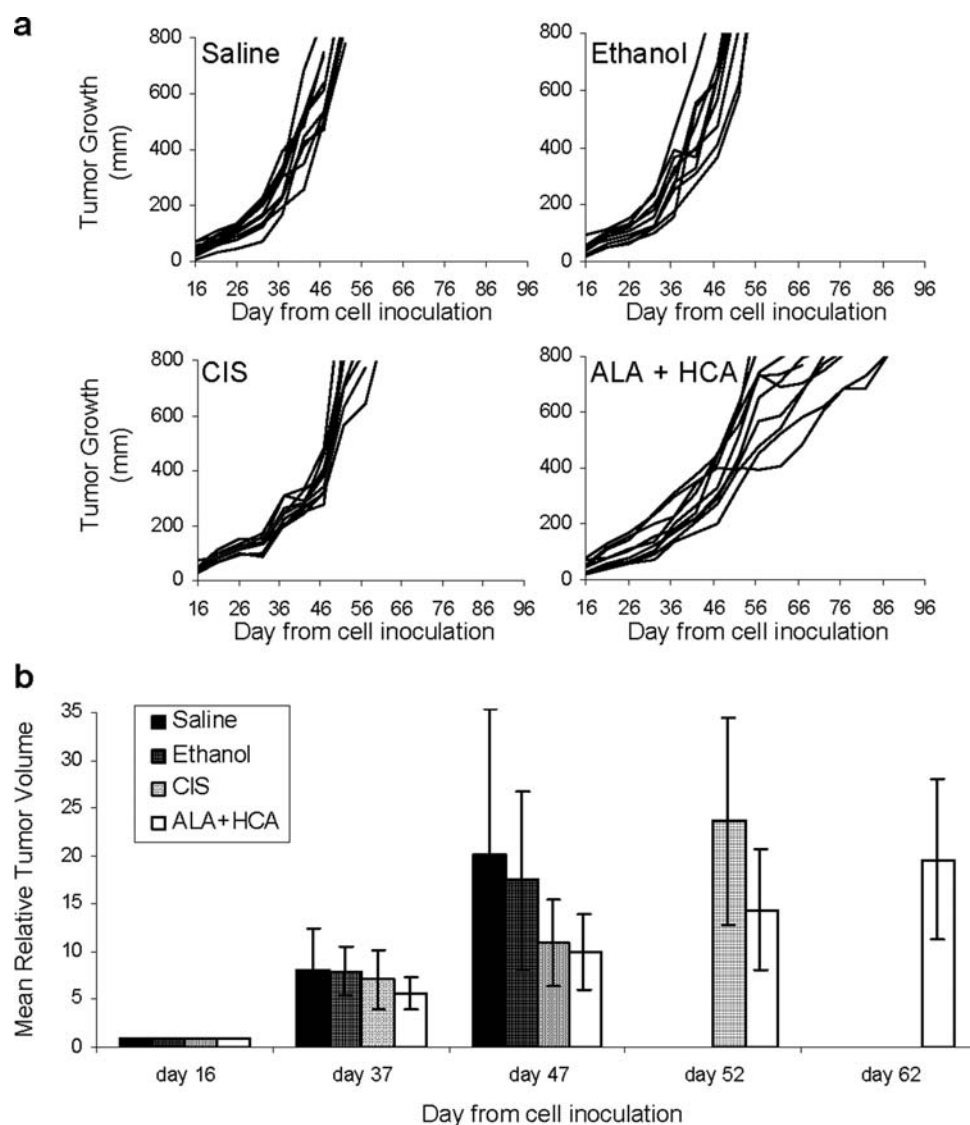 a
Saline
Tumor Growth
(mm)
800
600
400
200
0
16 26 36 46 56 66 76 86 96
Day from cell inoculation
Ethanol
Tumor Growth
(mm)
800
600
400
200
0
16 26 36 46 56 66 76 86 96
Day from cell inoculation
CIS
Tumor Growth
(mm)
800
600
400
200
0
16 26 36 46 56 66 76 86 96
Day from cell inoculation
ALA + HCA
Tumor Growth
(mm)
800
600
400
200
0
16 26 36 46 56 66 76 86 96
Day from cell inoculation
b
Mean Relative Tumor Volume
35
30
25
20
15
10
5
0
Saline
Ethanol
CIS
ALA+HCA
day 16 day 37 day 47 day 52 day 62
Day from cell inoculation